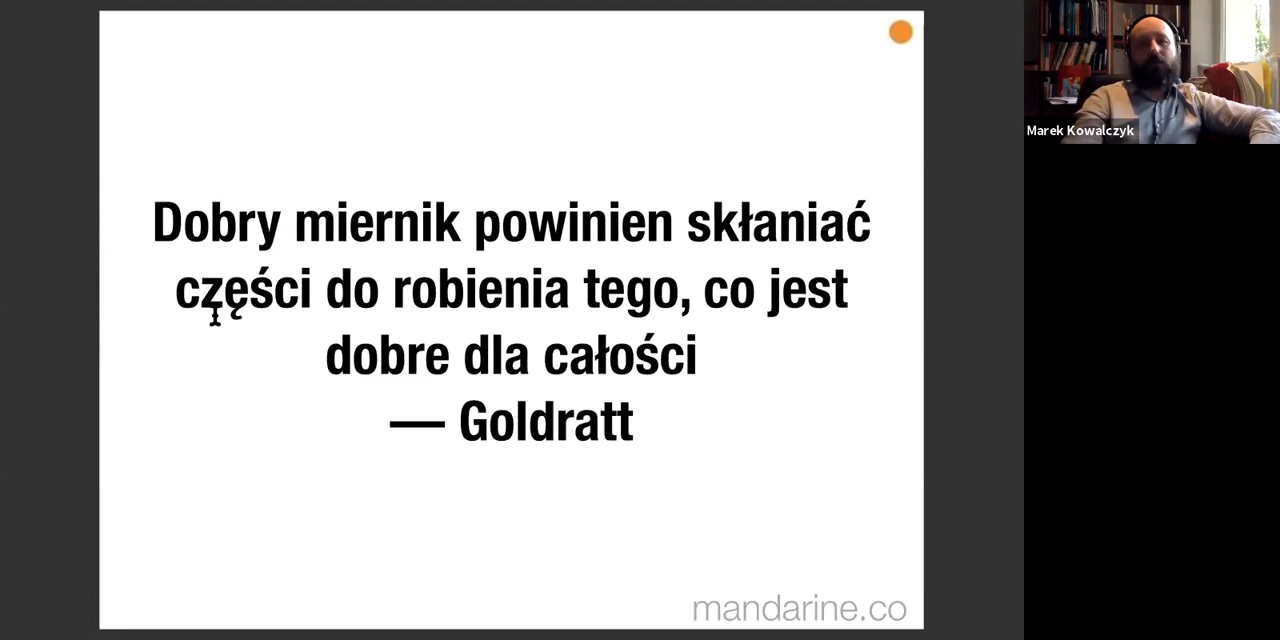 Dobry miernik powinien skłaniać
części do robienia tego, co jest
dobre dla całości
— Goldratt
mandarine.co
Marek Kowalczyk